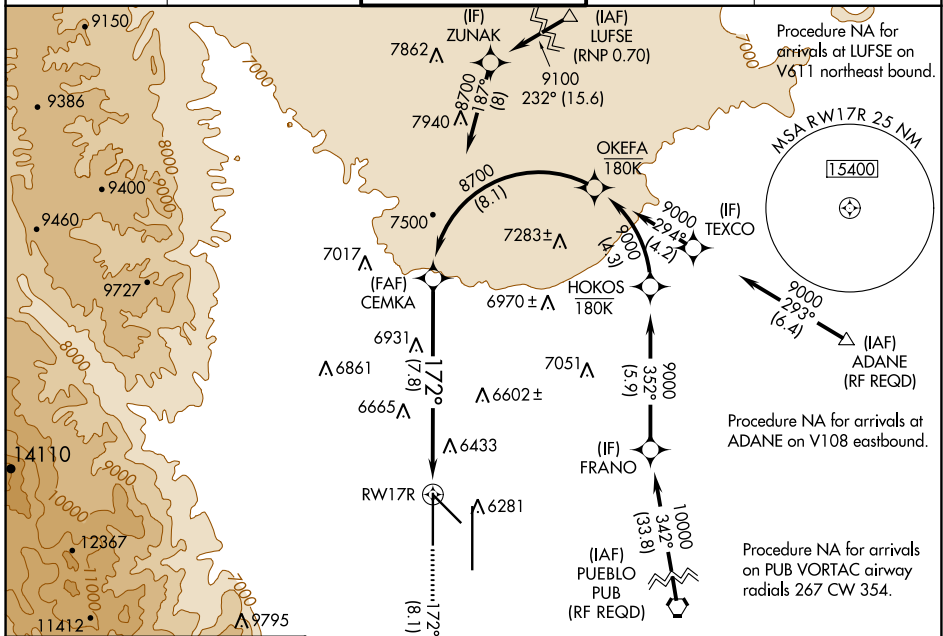 9150
9386
9400
9460
9727
14110
12367
11412
9795
7000
8000
9000
8000
9000
10000
11000
7000
7000
7862
7940
(IF)
ZUNAK
(IAF)
LUFSE
(RNP 0.70)
9100
232° (15.6)
8700
187°
(8)
Procedure NA for
arrivals at LUFSE on
V611 northeast bound.
MSA RW17R 25 NM
15400
OKEFA
180K
8700
(8.1)
7500
7283±
9000
294°
(4.2)
(IF)
TEXCO
9000
(4.3)
7017
(FAF)
CEMKA
6970±
HOKOS
180K
9000
293°
(6.4)
(IAF)
ADANE
(RF REQD)
6931
6861
172°
(7.8)
7051
6602±
6665
9000
352°
(5.9)
Procedure NA for arrivals at
ADANE on V108 eastbound.
6433
(IF)
FRANO
RW17R
6281
10000
342°
(33.8)
(IAF)
PUEBLO
PUB
(RF REQD)
Procedure NA for arrivals
on PUB VORTAC airway
radials 267 CW 354.
172°
(8.1)